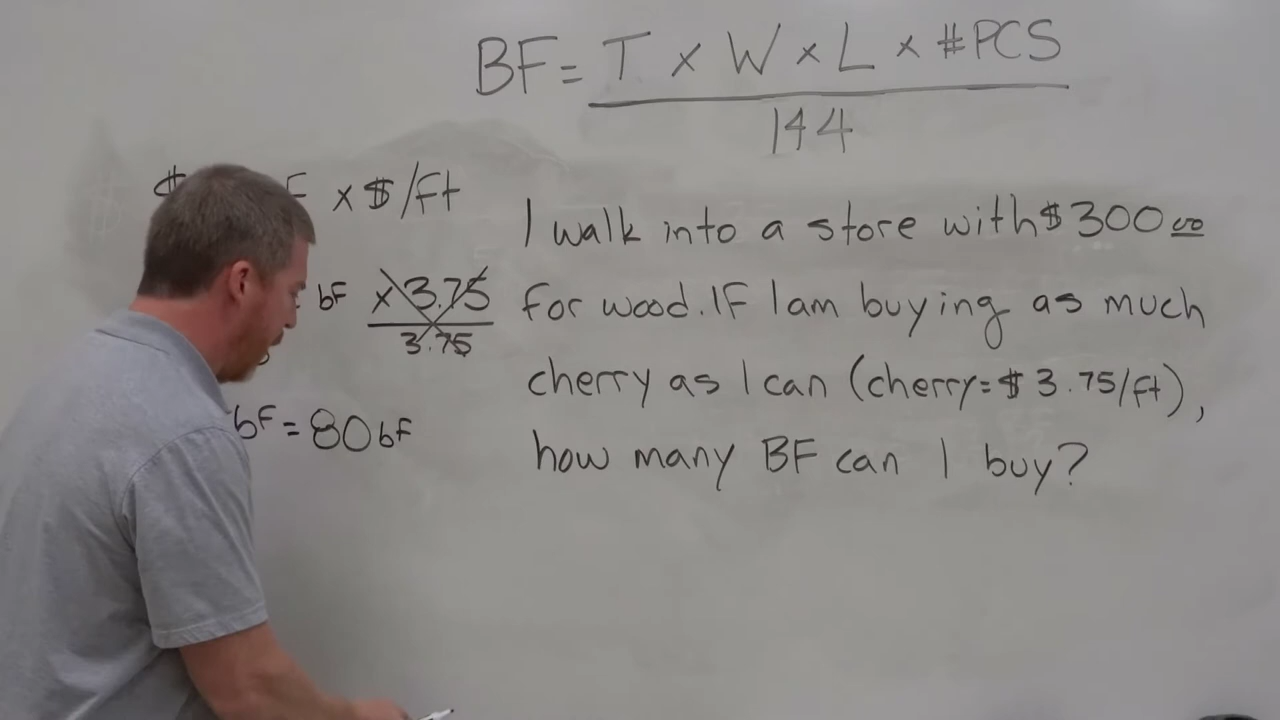 BF = T x W x L x #PCS
144
$ F x $/ft
bF x 3.75
3.75
bF = 80 bF
I walk into a store with $300 00
for wood. IF I am buying as much
cherry as I can (cherry = $3.75/ft),
how many BF can I buy?